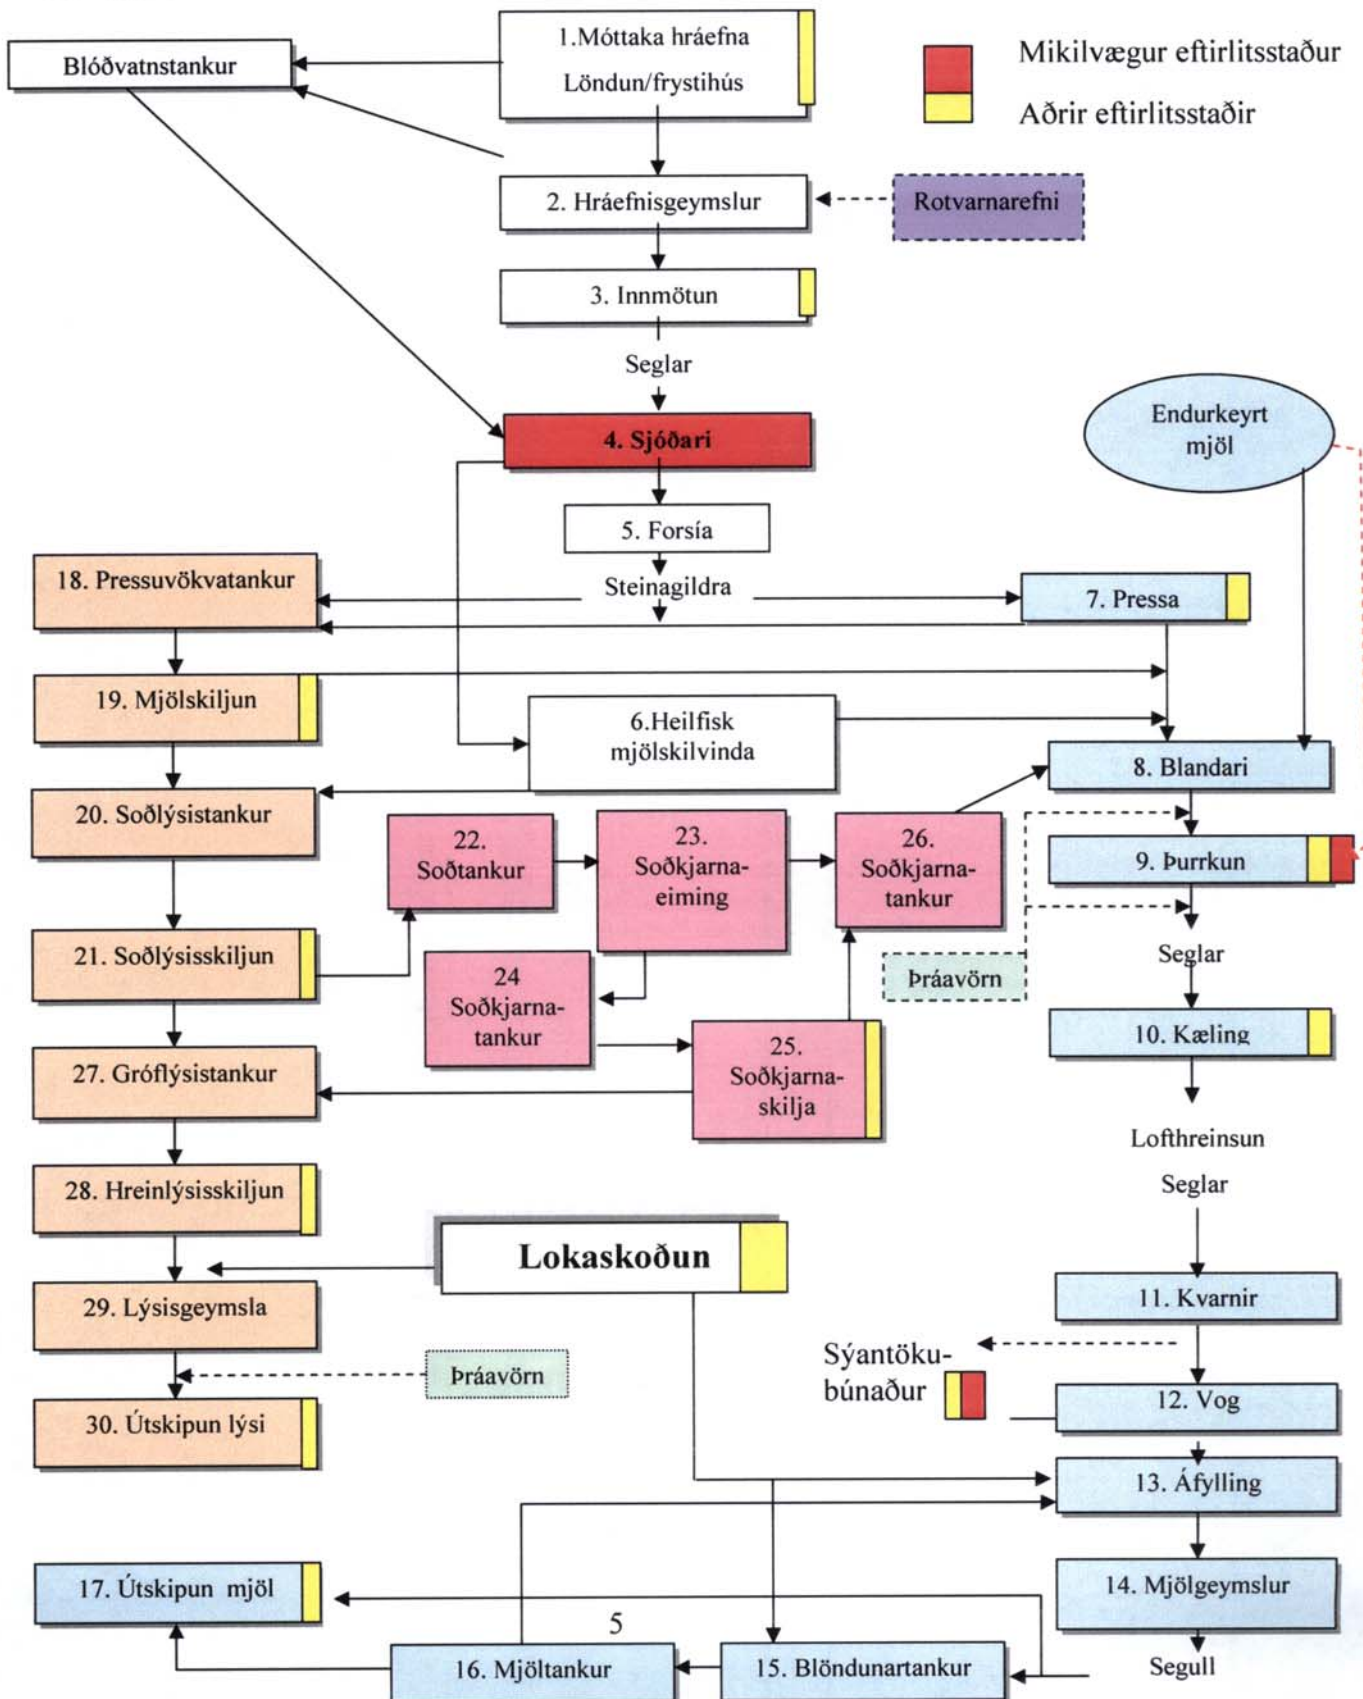 1.Móttaka hráefna
Löndun/frystihús
Blóðvatnstankur
Mikilvægur eftirlitsstaður
Aðrir eftirlitsstaðir
2. Hráefnisgeymslur
Rotvarnarefni
3. Innmötun
Seglar
4. Sjóðari
Endurkeyrt
mjöl
5. Forsía
Steinagildra
18. Pressuvökvatankur
7. Pressa
19. Mjölskiljun
6.Heilfisk
mjölskilvinda
8. Blandari
20. Soðlýsistankur
22.
Soðtankur
23.
Soðkjarna-
eiming
26.
Soðkjarna-
tankur
9. Þurrkun
21. Soðlýsisskiljun
24
Soðkjarna-
tankur
Þráavörn
Seglar
10. Kæling
25.
Soðkjarna-
skilja
27. Gróflýsistankur
Lofthreinsun
Seglar
28. Hreinlýsisskiljun
Lokaskoðun
29. Lýsisgeymsla
11. Kvarnir
Þráavörn
Sýantöku-
búnaður
12. Vog
30. Útskipun lýsi
13. Áfylling
17. Útskipun mjöl
14. Mjölgeymslur
5
16. Mjöltankur
15. Blöndunartankur
Segull